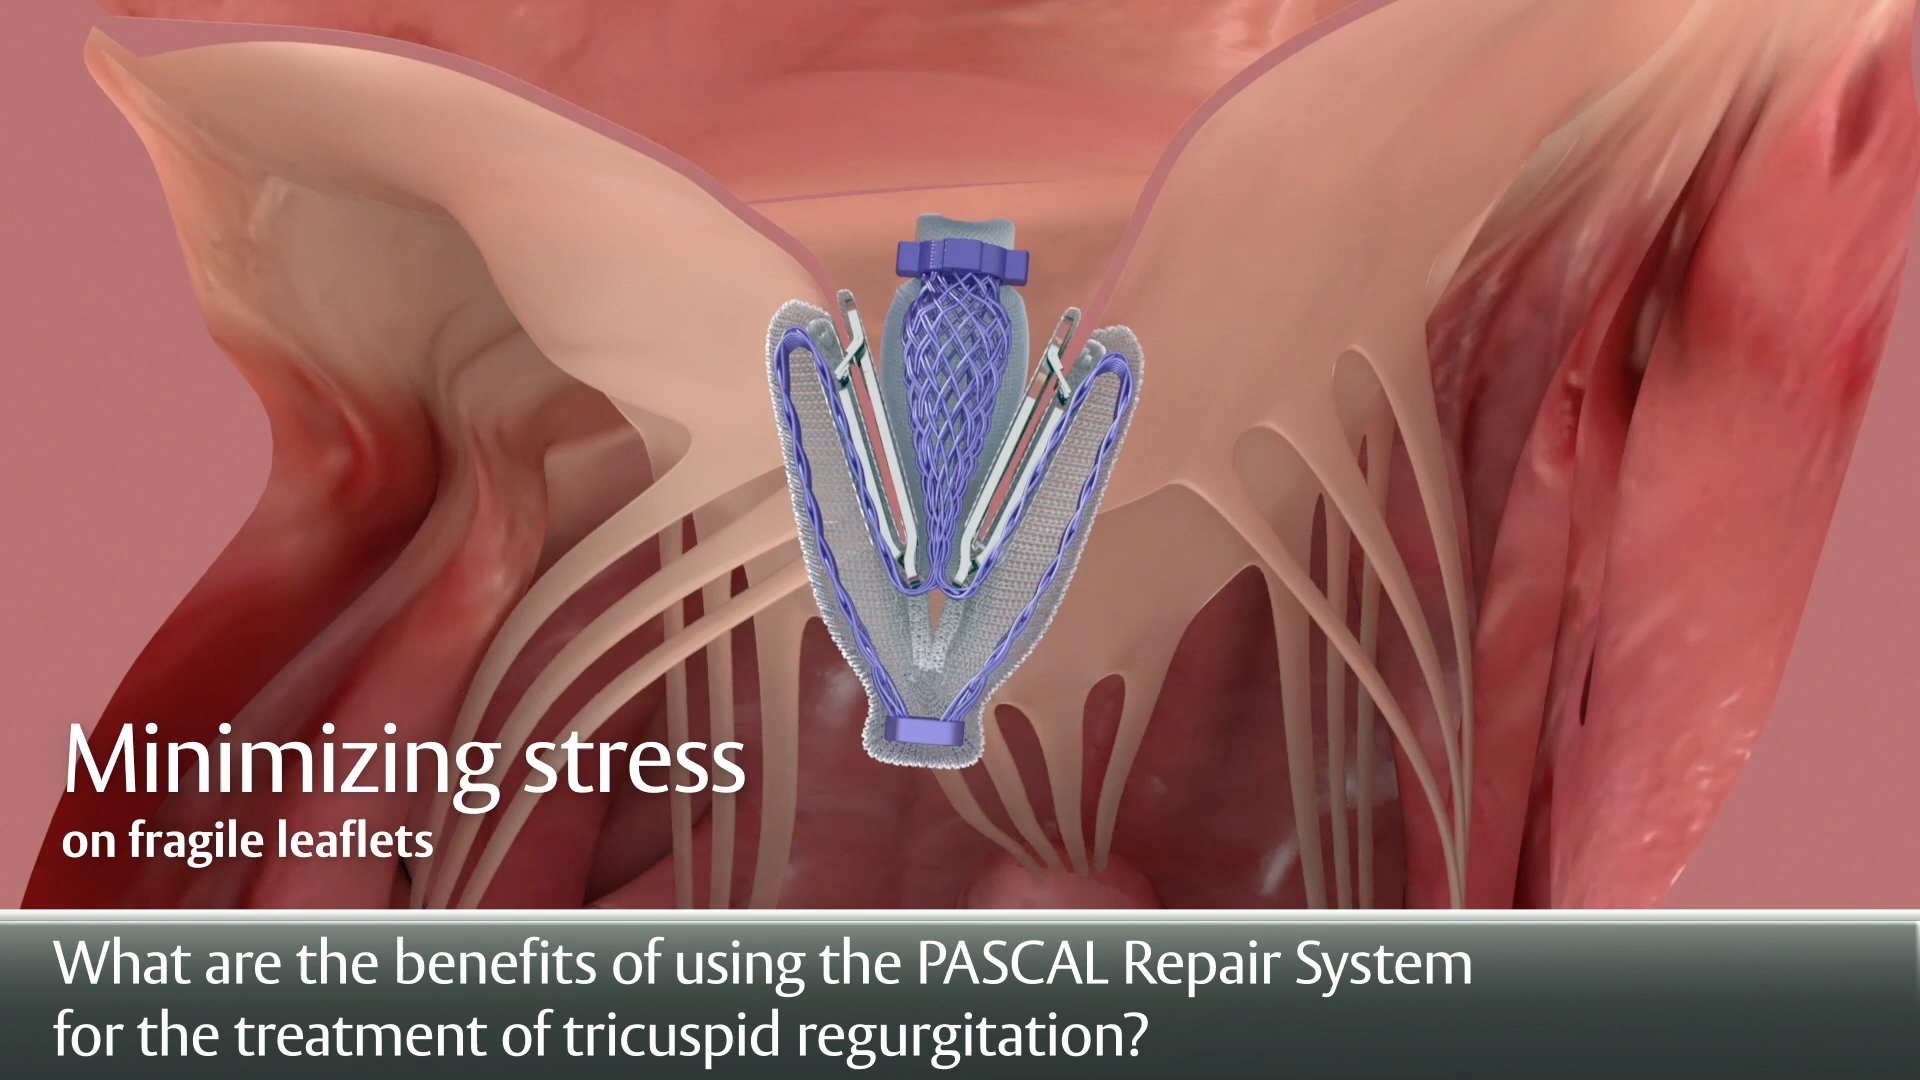 Minimizing stress
on fragile leaflets
What are the benefits of using the PASCAL Repair System
for the treatment of tricuspid regurgitation?